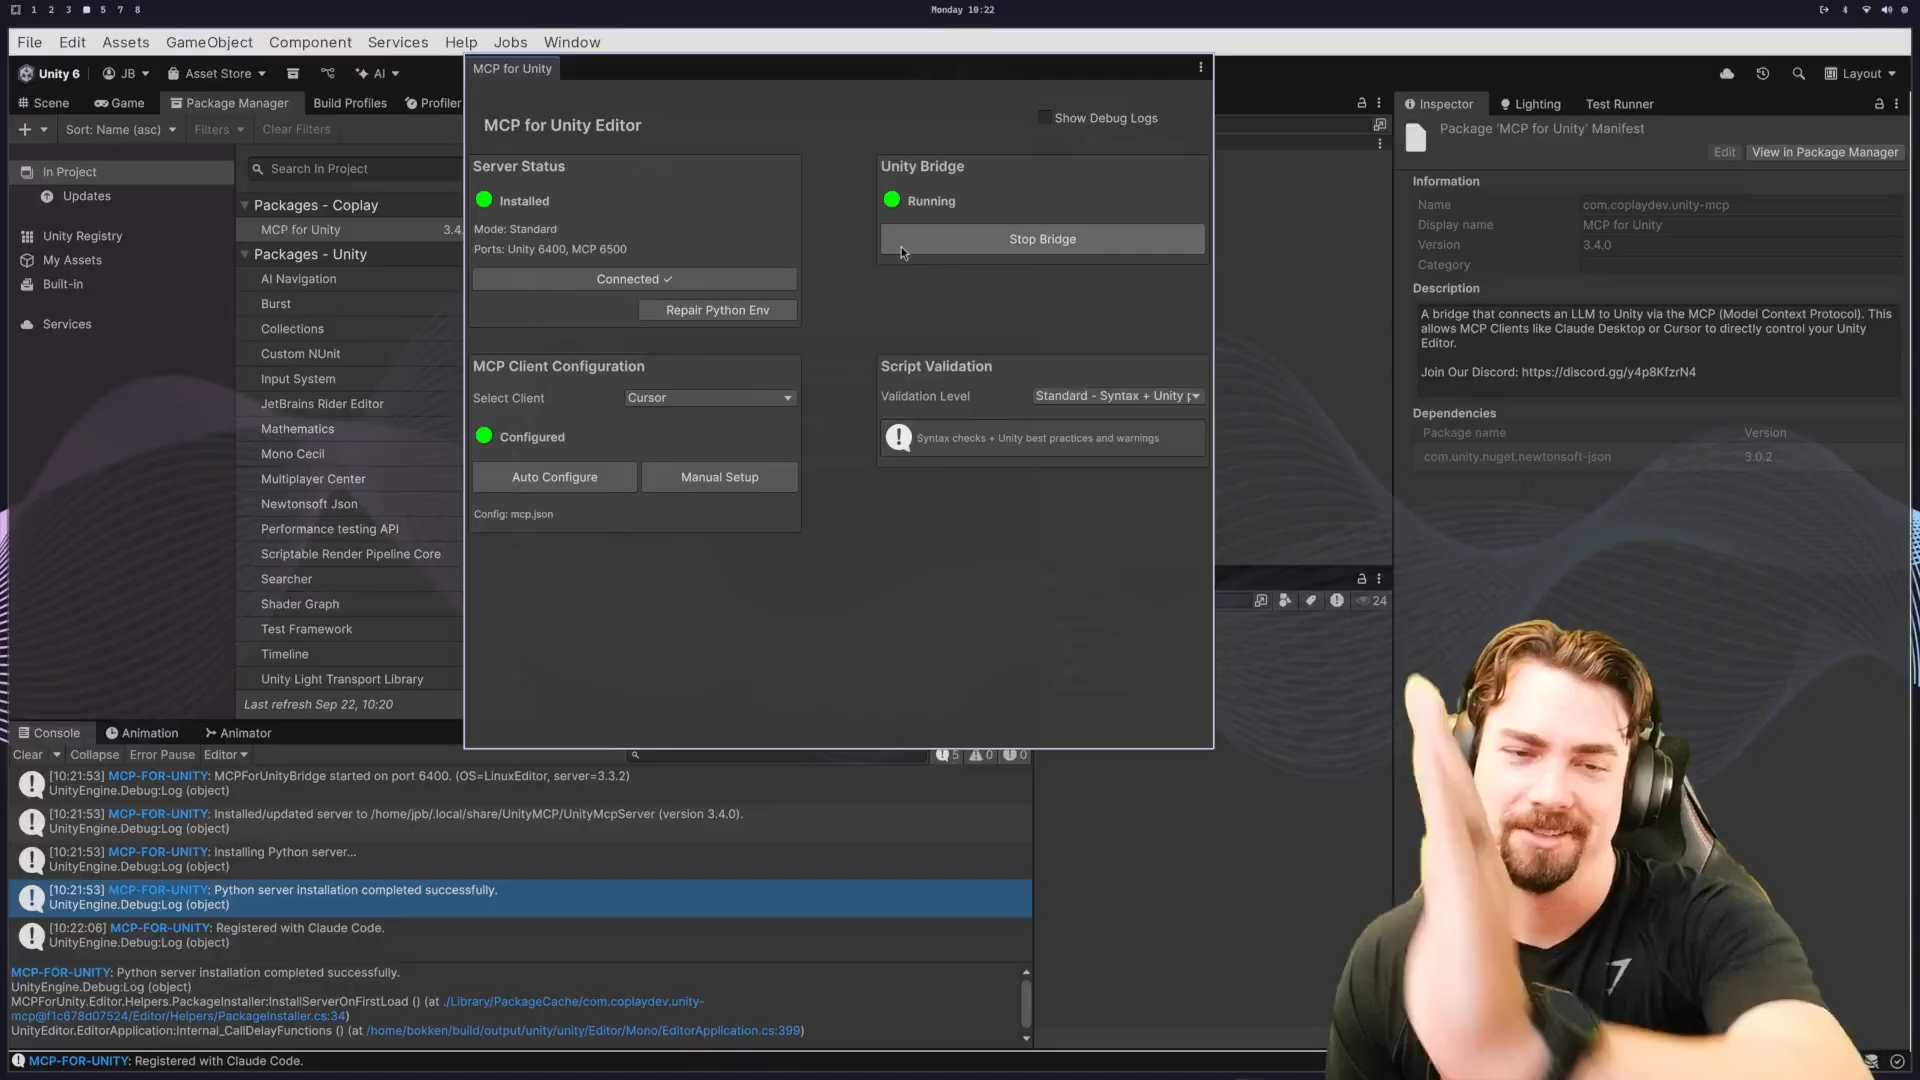 1 2 3 5 7 8
Monday 10:22
File Edit Assets GameObject Component Services Help Jobs Window
Unity 6 JB Asset Store AI Layout
Scene Game Package Manager Build Profiles Profiler
Sort: Name (asc) Filters Clear Filters
In Project
Updates
Unity Registry
My Assets
Built-in
Services
Search In Project
Packages - Coplay
MCP for Unity 3.4.
Packages - Unity
AI Navigation
Burst
Collections
Custom NUnit
Input System
JetBrains Rider Editor
Mathematics
Mono Cecil
Multiplayer Center
Newtonsoft Json
Performance testing API
Scriptable Render Pipeline Core
Searcher
Shader Graph
Test Framework
Timeline
Unity Light Transport Library
Last refresh Sep 22, 10:20
MCP for Unity
MCP for Unity Editor
Show Debug Logs
Server Status
Installed
Mode: Standard
Ports: Unity 6400, MCP 6500
Connected ✓
Repair Python Env
Unity Bridge
Running
Stop Bridge
MCP Client Configuration
Select Client Cursor
Configured
Auto Configure Manual Setup
Config: mcp.json
Script Validation
Validation Level Standard - Syntax + Unity p
Syntax checks + Unity best practices and warnings
24
Inspector Lighting Test Runner
Package 'MCP for Unity' Manifest
Edit View in Package Manager
Information
Name com.coplaydev.unity-mcp
Display name MCP for Unity
Version 3.4.0
Category
Description
A bridge that connects an LLM to Unity via the MCP (Model Context Protocol). This
allows MCP Clients like Claude Desktop or Cursor to directly control your Unity
Editor.
Join Our Discord: https://discord.gg/y4p8KfzrN4
Dependencies
Package name Version
com.unity.nuget.newtonsoft-json 3.0.2
Console Animation Animator
Clear Collapse Error Pause Editor 5 0 0
[10:21:53] MCP-FOR-UNITY: MCPForUnityBridge started on port 6400. (OS=LinuxEditor, server=3.3.2)
UnityEngine.Debug:Log (object)
[10:21:53] MCP-FOR-UNITY: Installed/updated server to /home/jpb/.local/share/UnityMCP/UnityMcpServer (version 3.4.0).
UnityEngine.Debug:Log (object)
[10:21:53] MCP-FOR-UNITY: Installing Python server...
UnityEngine.Debug:Log (object)
[10:21:53] MCP-FOR-UNITY: Python server installation completed successfully.
UnityEngine.Debug:Log (object)
[10:22:06] MCP-FOR-UNITY: Registered with Claude Code.
UnityEngine.Debug:Log (object)
MCP-FOR-UNITY: Python server installation completed successfully.
UnityEngine.Debug:Log (object)
MCPForUnity.Editor.Helpers.PackageInstaller:InstallServerOnFirstLoad () (at ./Library/PackageCache/com.coplaydev.unity-
mcp@f1c678d07524/Editor/Helpers/PackageInstaller.cs:34)
UnityEditor.EditorApplication:Internal_CallDelayFunctions () (at /home/bokken/build/output/unity/unity/Editor/Mono/EditorApplication.cs:399)
MCP-FOR-UNITY: Registered with Claude Code.